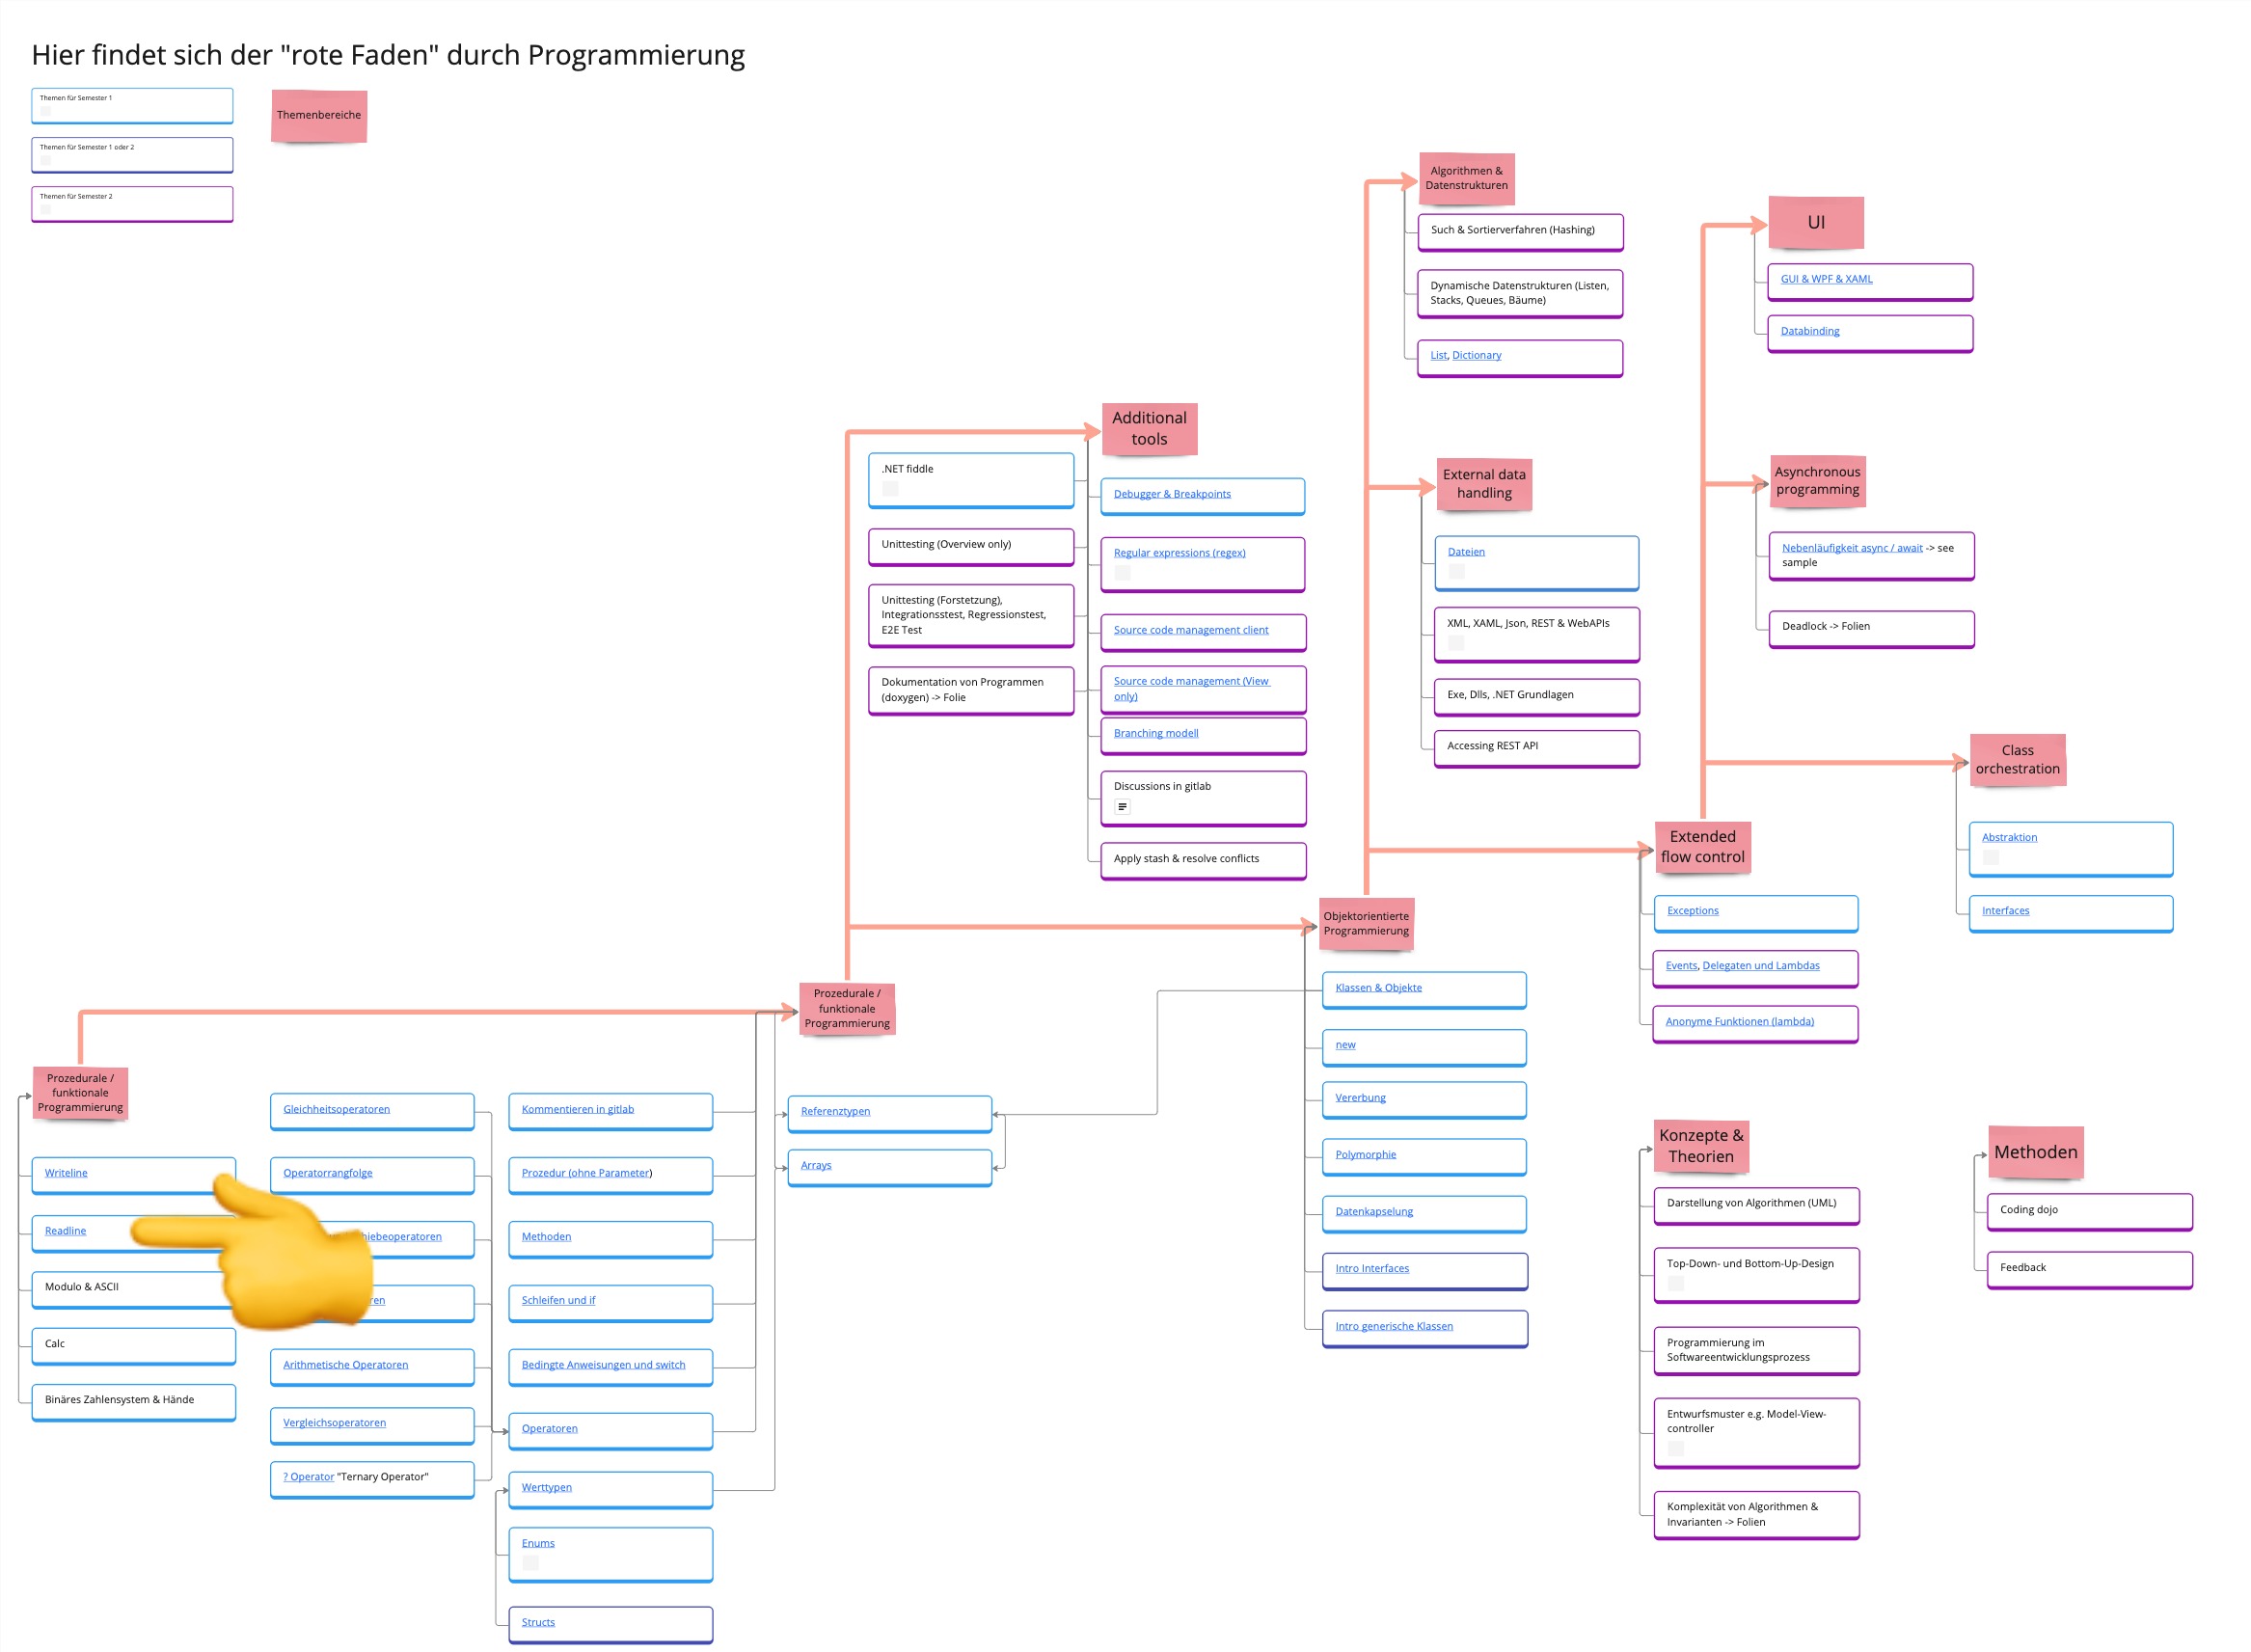 Hier findet sich der "rote Faden" durch Programmierung
Themen für Semester 1
Themen für Semester 1 oder 2
Themen für Semester 2
Themenbereiche
Algorithmen &
Datenstrukturen
Such & Sortierverfahren (Hashing)
Dynamische Datenstrukturen (Listen,
Stacks, Queues, Bäume)
List, Dictionary
UI
GUI & WPF & XAML
Databinding
Additional
tools
.NET fiddle
Unittesting (Overview only)
Unittesting (Forstetzung),
Integrationsstest, Regressionstest,
E2E Test
Dokumentation von Programmen
(doxygen) -> Folie
Debugger & Breakpoints
Regular expressions (regex)
Source code management client
Source code management (View
only)
Branching modell
Discussions in gitlab
Apply stash & resolve conflicts
External data
handling
Dateien
XML, XAML, Json, REST & WebAPIs
Exe, Dlls, .NET Grundlagen
Accessing REST API
Asynchronous
programming
Nebenläufigkeit async / await -> see
sample
Deadlock -> Folien
Class
orchestration
Abstraktion
Interfaces
Extended
flow control
Exceptions
Events, Delegaten und Lambdas
Anonyme Funktionen (lambda)
Objektorientierte
Programmierung
Klassen & Objekte
new
Vererbung
Polymorphie
Datenkapselung
Intro Interfaces
Intro generische Klassen
Prozedurale /
funktionale
Programmierung
Referenztypen
Arrays
Prozedurale /
funktionale
Programmierung
Writeline
Readline
Modulo & ASCII
Calc
Binäres Zahlensystem & Hände
Gleichheitsoperatoren
Operatorrangfolge
hiebeoperatoren
ren
Arithmetische Operatoren
Vergleichsoperatoren
? Operator "Ternary Operator"
Kommentieren in gitlab
Prozedur (ohne Parameter)
Methoden
Schleifen und if
Bedingte Anweisungen und switch
Operatoren
Werttypen
Enums
Structs
Konzepte &
Theorien
Darstellung von Algorithmen (UML)
Top-Down- und Bottom-Up-Design
Programmierung im
Softwareentwicklungsprozess
Entwurfsmuster e.g. Model-View-
controller
Komplexität von Algorithmen &
Invarianten -> Folien
Methoden
Coding dojo
Feedback